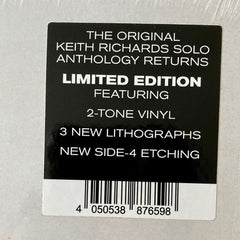 THE ORIGINAL
KEITH RICHARDS SOLO
ANTHOLOGY RETURNS
LIMITED EDITION
FEATURING
2-TONE VINYL
3 NEW LITHOGRAPHS
NEW SIDE-4 ETCHING
4 050538 876598